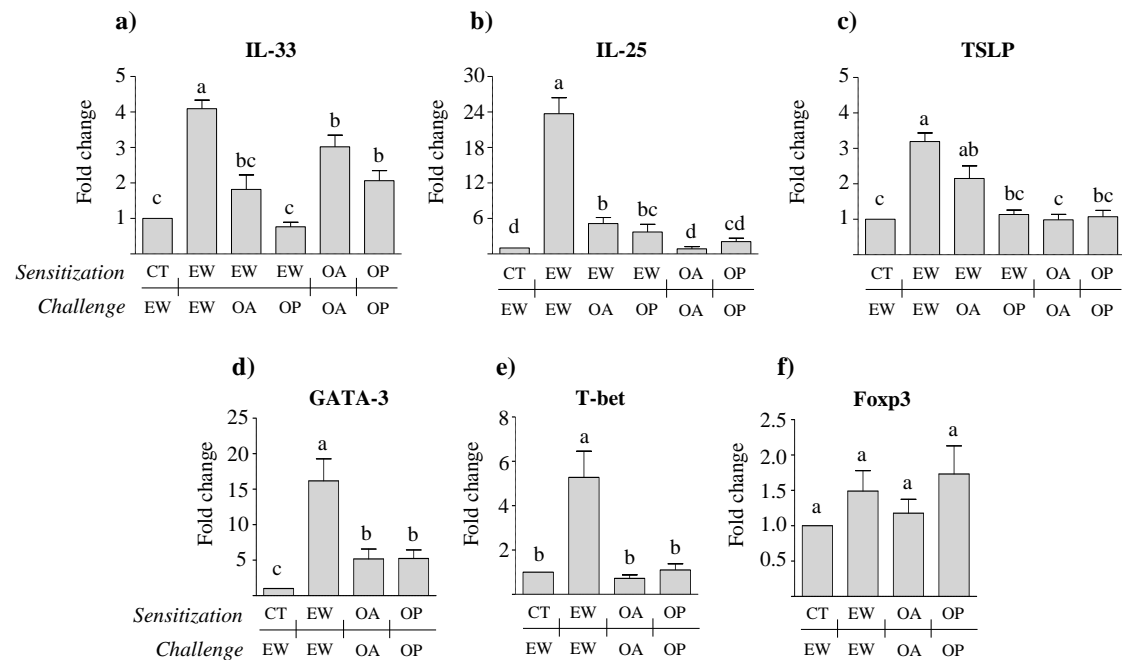 a)
IL-33
Fold change
5
4
3
2
1
c a bc c b b
Sensitization CT EW EW EW OA OP
Challenge EW EW OA OP OA OP
b)
IL-25
Fold change
30
24
18
12
6
d a b bc d cd
CT EW EW EW OA OP
EW EW OA OP OA OP
c)
TSLP
Fold change
5
4
3
2
1
c a ab bc c bc
CT EW EW EW OA OP
EW EW OA OP OA OP
d)
GATA-3
Fold change
25
20
15
10
5
c a b b
Sensitization CT EW OA OP
Challenge EW EW OA OP
e)
T-bet
Fold change
8
6
4
2
b a b b
CT EW OA OP
EW EW OA OP
f)
Foxp3
Fold change
2.5
2.0
1.5
1.0
0.5
a a a a
CT EW OA OP
EW EW OA OP